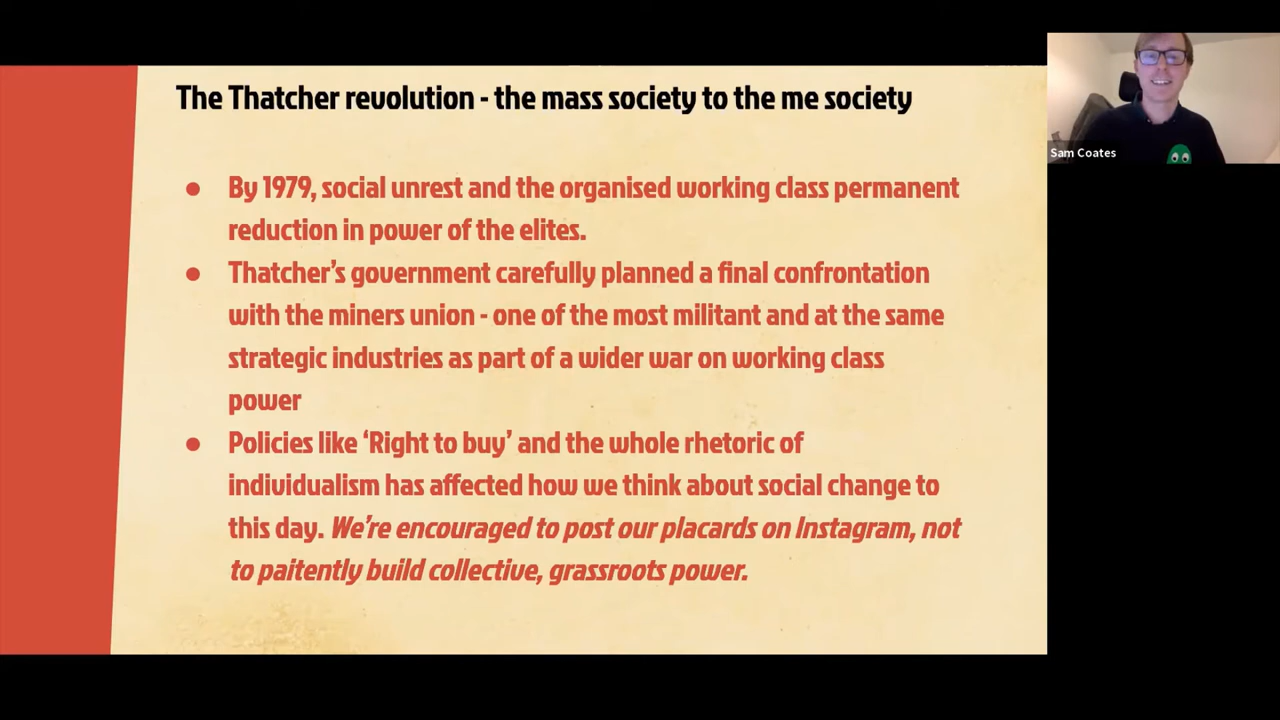 The Thatcher revolution - the mass society to the me society
Sam Coates
● By 1979, social unrest and the organised working class permanent
reduction in power of the elites.
● Thatcher’s government carefully planned a final confrontation
with the miners union - one of the most militant and at the same
strategic industries as part of a wider war on working class
power
● Policies like ‘Right to buy’ and the whole rhetoric of
individualism has affected how we think about social change to
this day. We’re encouraged to post our placards on Instagram, not
to paitently build collective, grassroots power.